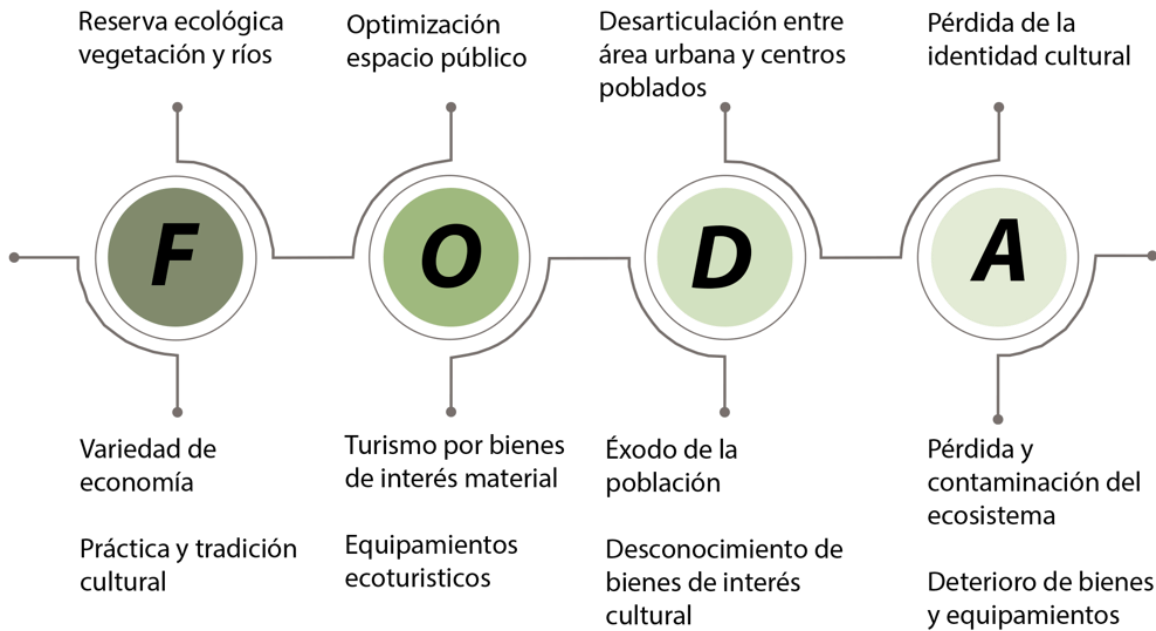 Reserva ecológica
vegetación y ríos
Optimización
espacio público
Desarticulación entre
área urbana y centros
poblados
Pérdida de la
identidad cultural
F
O
D
A
Variedad de
economía
Práctica y tradición
cultural
Turismo por bienes
de interés material
Equipamientos
ecoturisticos
Éxodo de la
población
Desconocimiento de
bienes de interés
cultural
Pérdida y
contaminación del
ecosistema
Deterioro de bienes
y equipamientos